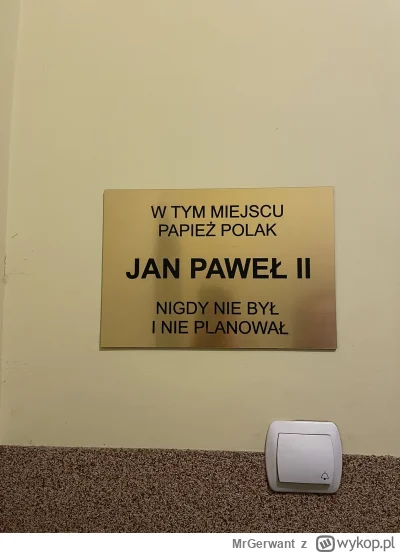 W TYM MIEJSCU
PAPIEŻ POLAK
JAN PAWEŁ II
NIGDY NIE BYŁ
I NIE PLANOWAŁ
MrGerwant z wykop.pl